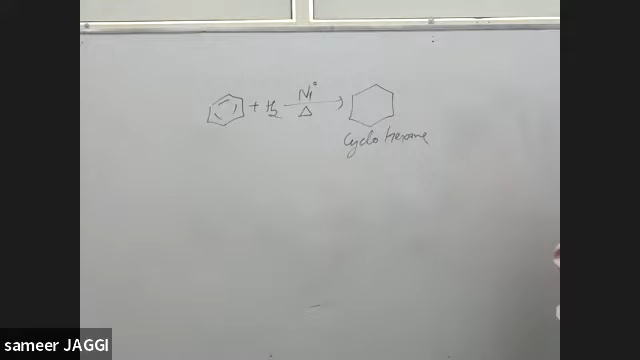 + H2 Ni° Δ →
Cyclo Hexane
sameer JAGGI